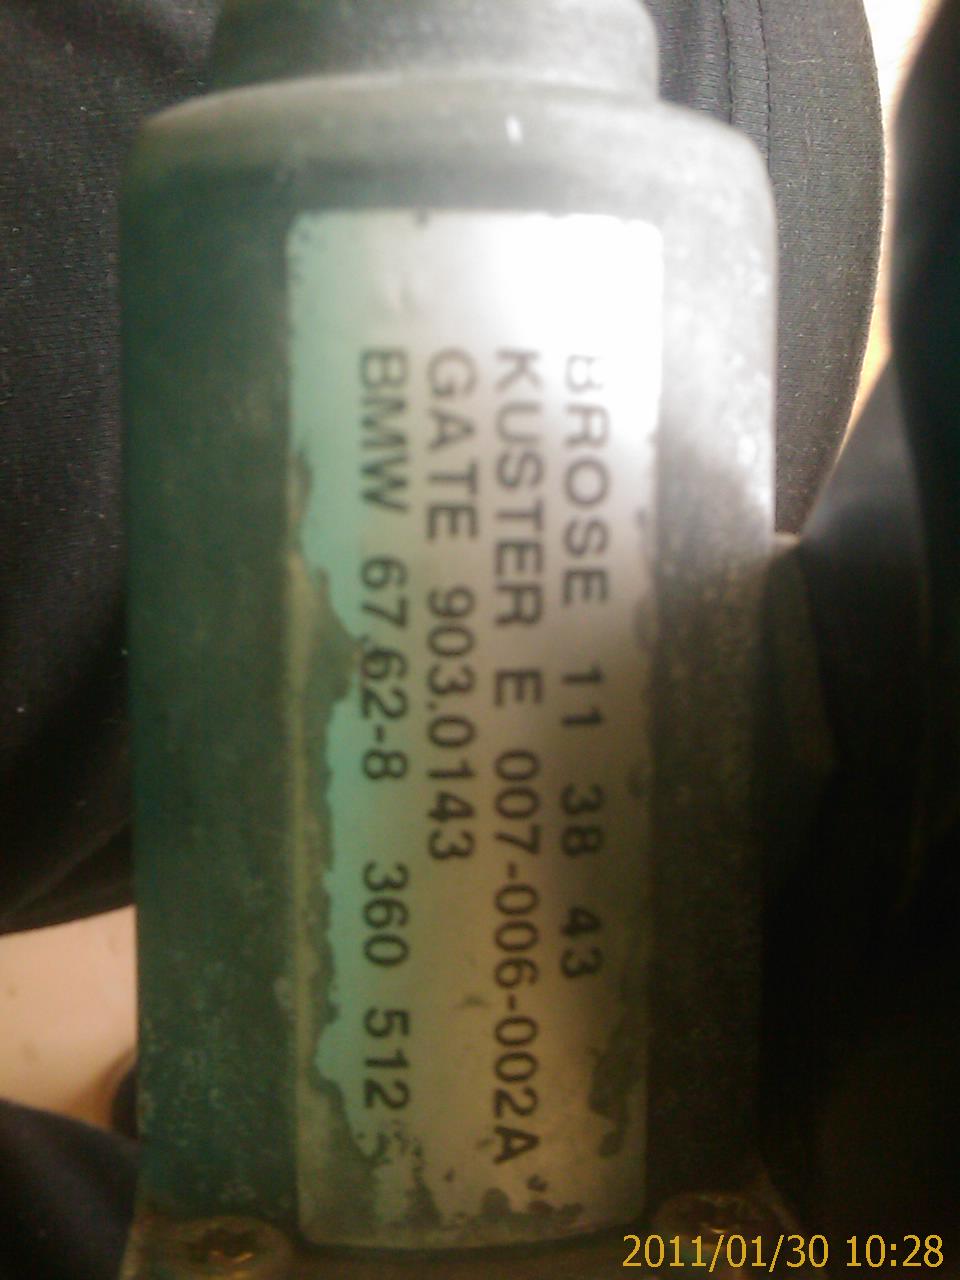 BROSE 11 38 43
KUSTER E 007-006-002A
GATE 903.0143
BMW 67.62-8 360 512
2011/01/30 10:28